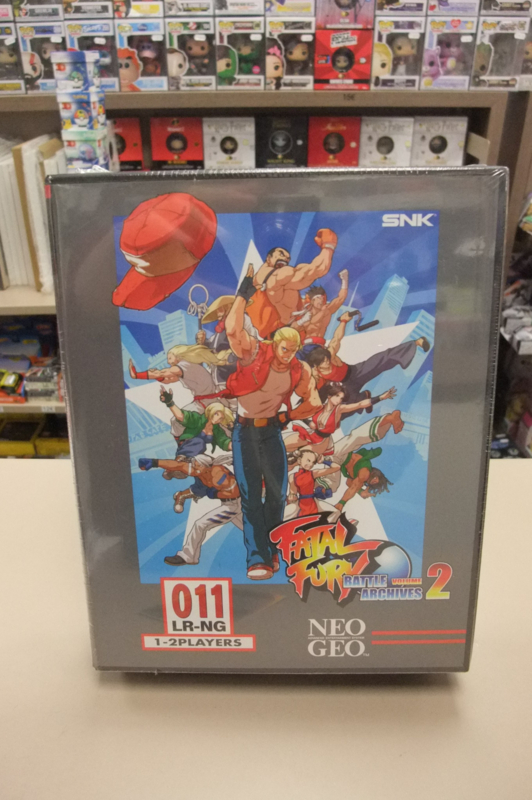 SNK
FATAL
FURY
BATTLE VOLUME 2
ARCHIVES
011
LR-NG
1-2PLAYERS
NEO
GEO